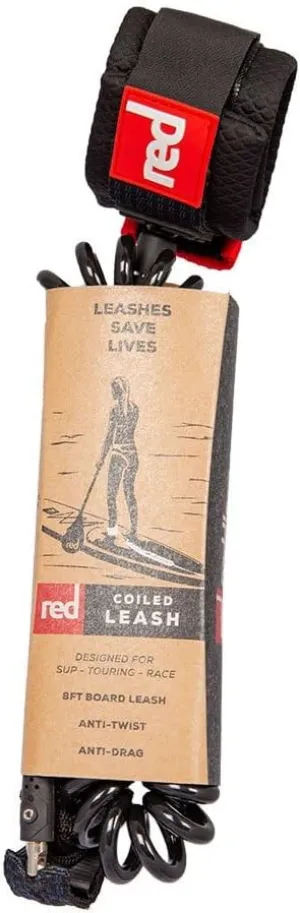 red
LEASHES
SAVE
LIVES
red
COILED
LEASH
DESIGNED FOR
SUP - TOURING - RACE
8FT BOARD LEASH
ANTI-TWIST
ANTI-DRAG